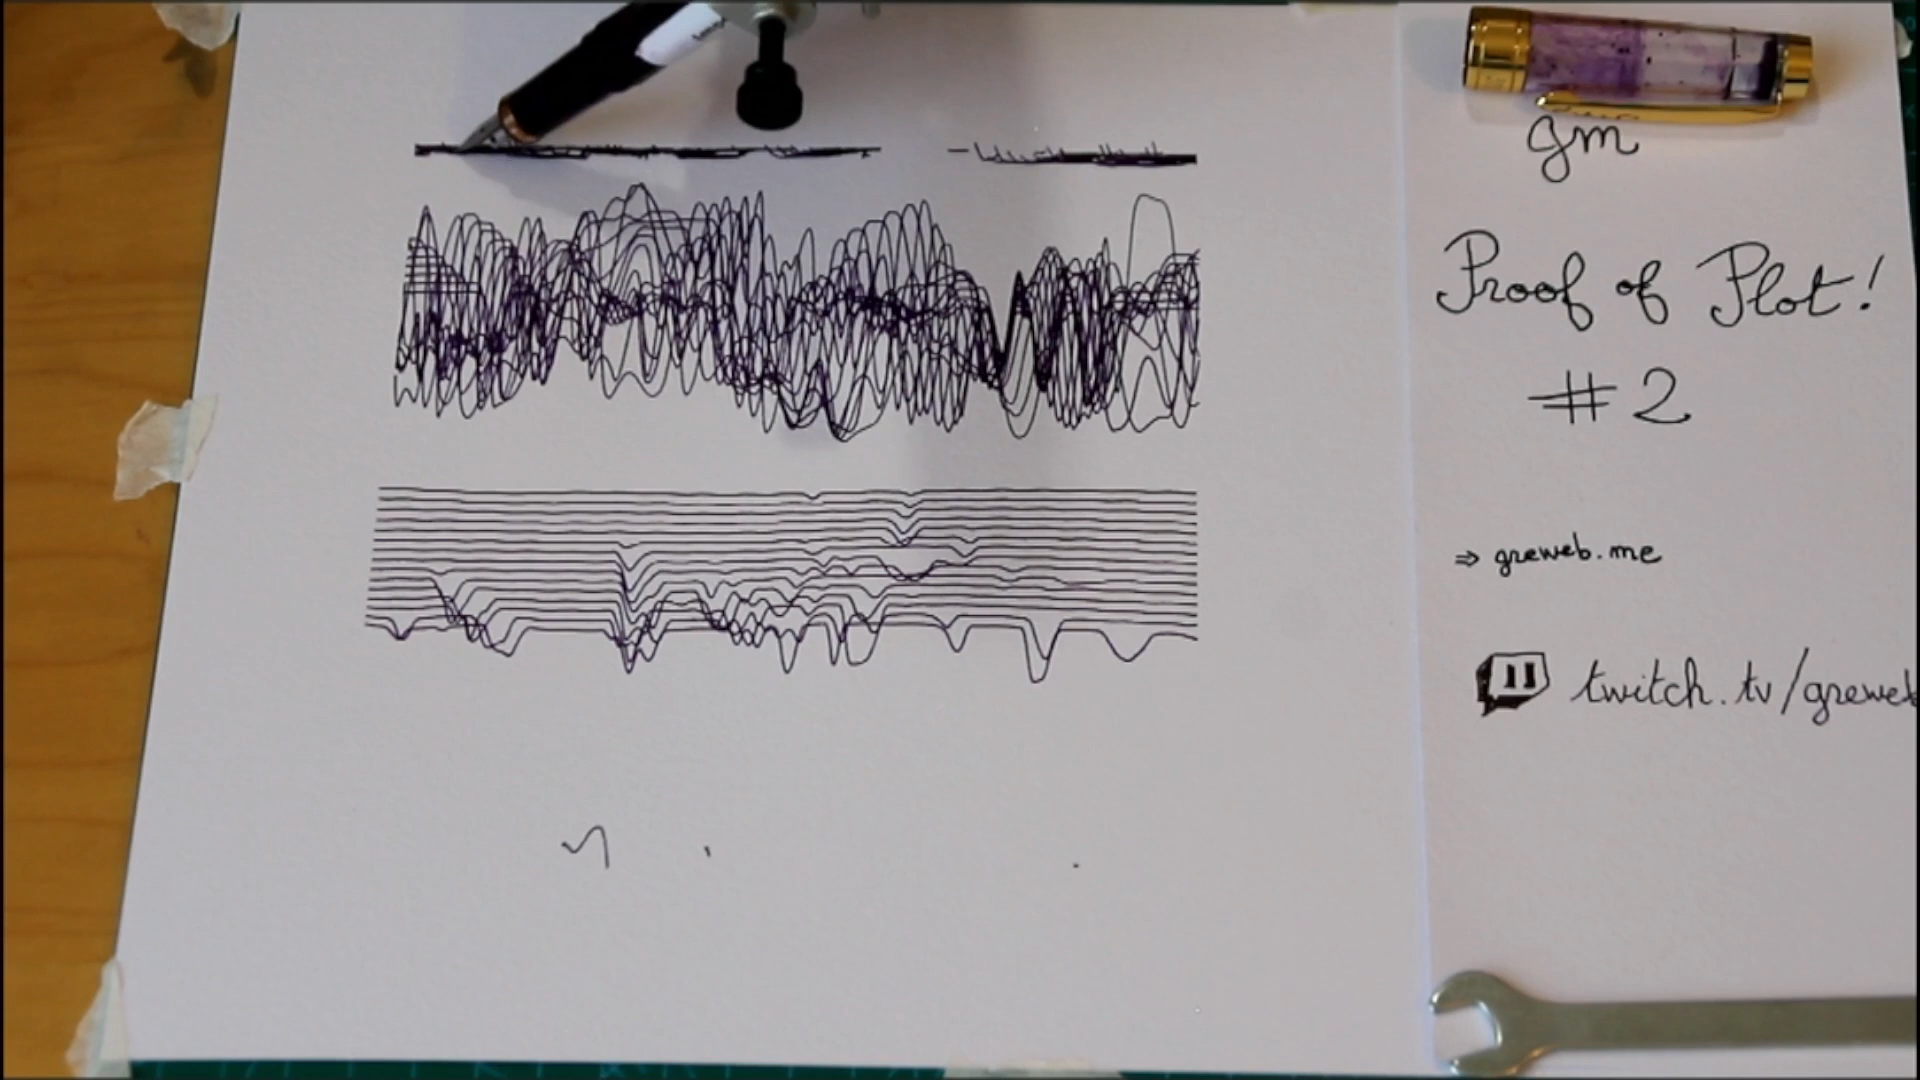 gm
Proof of Plot!
#2
⇒ greweb.me
twitch.tv/greweb